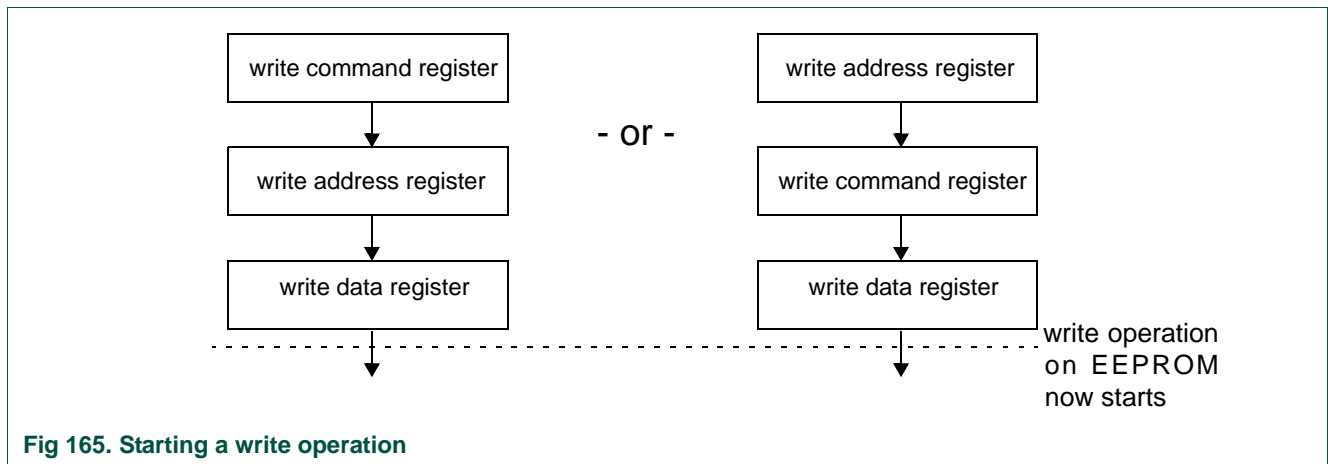 write command register
write address register
write data register
- or -
write address register
write command register
write data register
write operation
on EEPROM
now starts
Fig 165. Starting a write operation